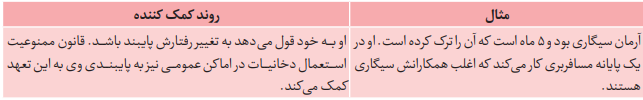 مثال
روند کمک کننده
آرمان سیگاری بود و ۵ ماه است که آن را ترک کرده است. او در
یک پایانه مسافربری کار می‌کند که اغلب همکارانش سیگاری
هستند.
او به خود قول می‌دهد به تغییر رفتارش پایبند باشد. قانون ممنوعیت
استعمال دخانیات در اماکن عمومی نیز به پایبندی وی به این تعهد
کمک می‌کند.